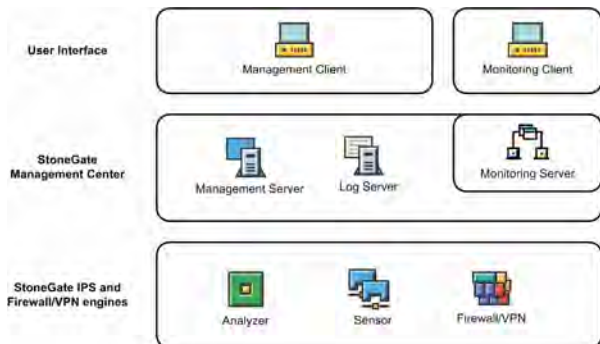 User Interface
Management Client
Monitoring Client
StoneGate
Management Center
Management Server
Log Server
Monitoring Server
StoneGate IPS and
Firewall/VPN engines
Analyzer
Sensor
Firewall/VPN